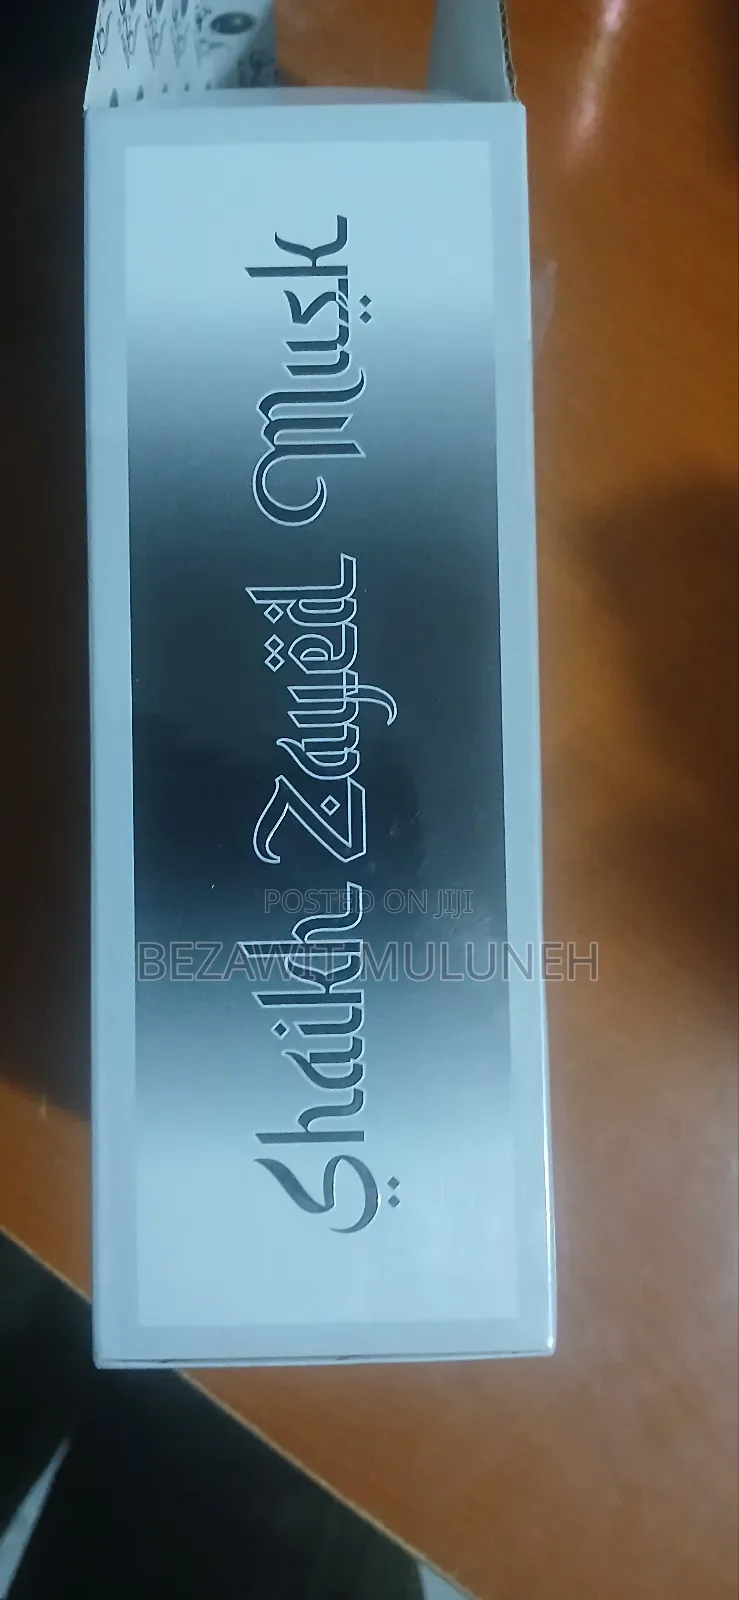 Shaikh Zayed Musk
POSTED ON JIJI
BEZAWIT MULUNEH